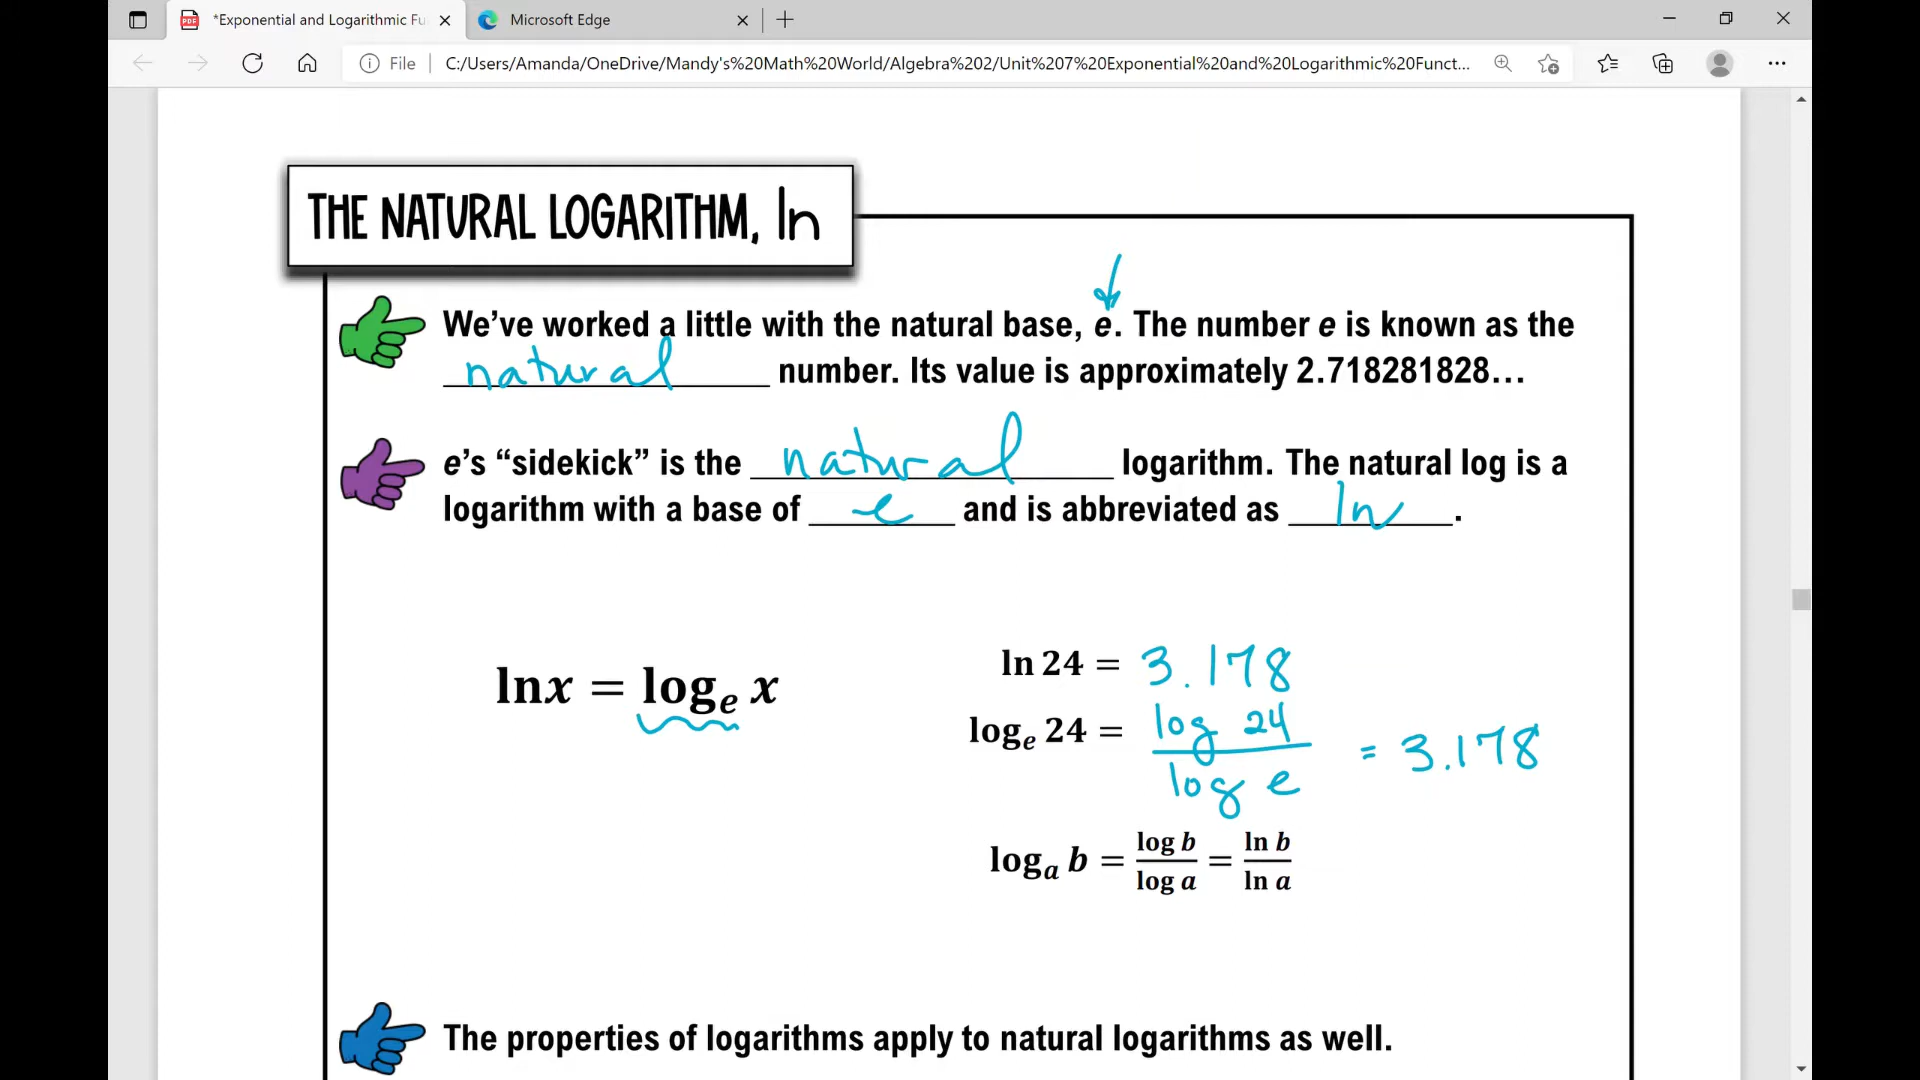 *Exponential and Logarithmic Fu
Microsoft Edge
File
C:/Users/Amanda/OneDrive/Mandy's%20Math%20World/Algebra%202/Unit%207%20Exponential%20and%20Logarithmic%20Funct...
THE NATURAL LOGARITHM, ln
We've worked a little with the natural base, e. The number e is known as the
natural number. Its value is approximately 2.718281828…
e's “sidekick” is the natural logarithm. The natural log is a
logarithm with a base of e and is abbreviated as ln.
lnx = logₑ x
ln 24 = 3.178
logₑ 24 = log 24 / log e = 3.178
logₐ b = log b / log a = ln b / ln a
The properties of logarithms apply to natural logarithms as well.